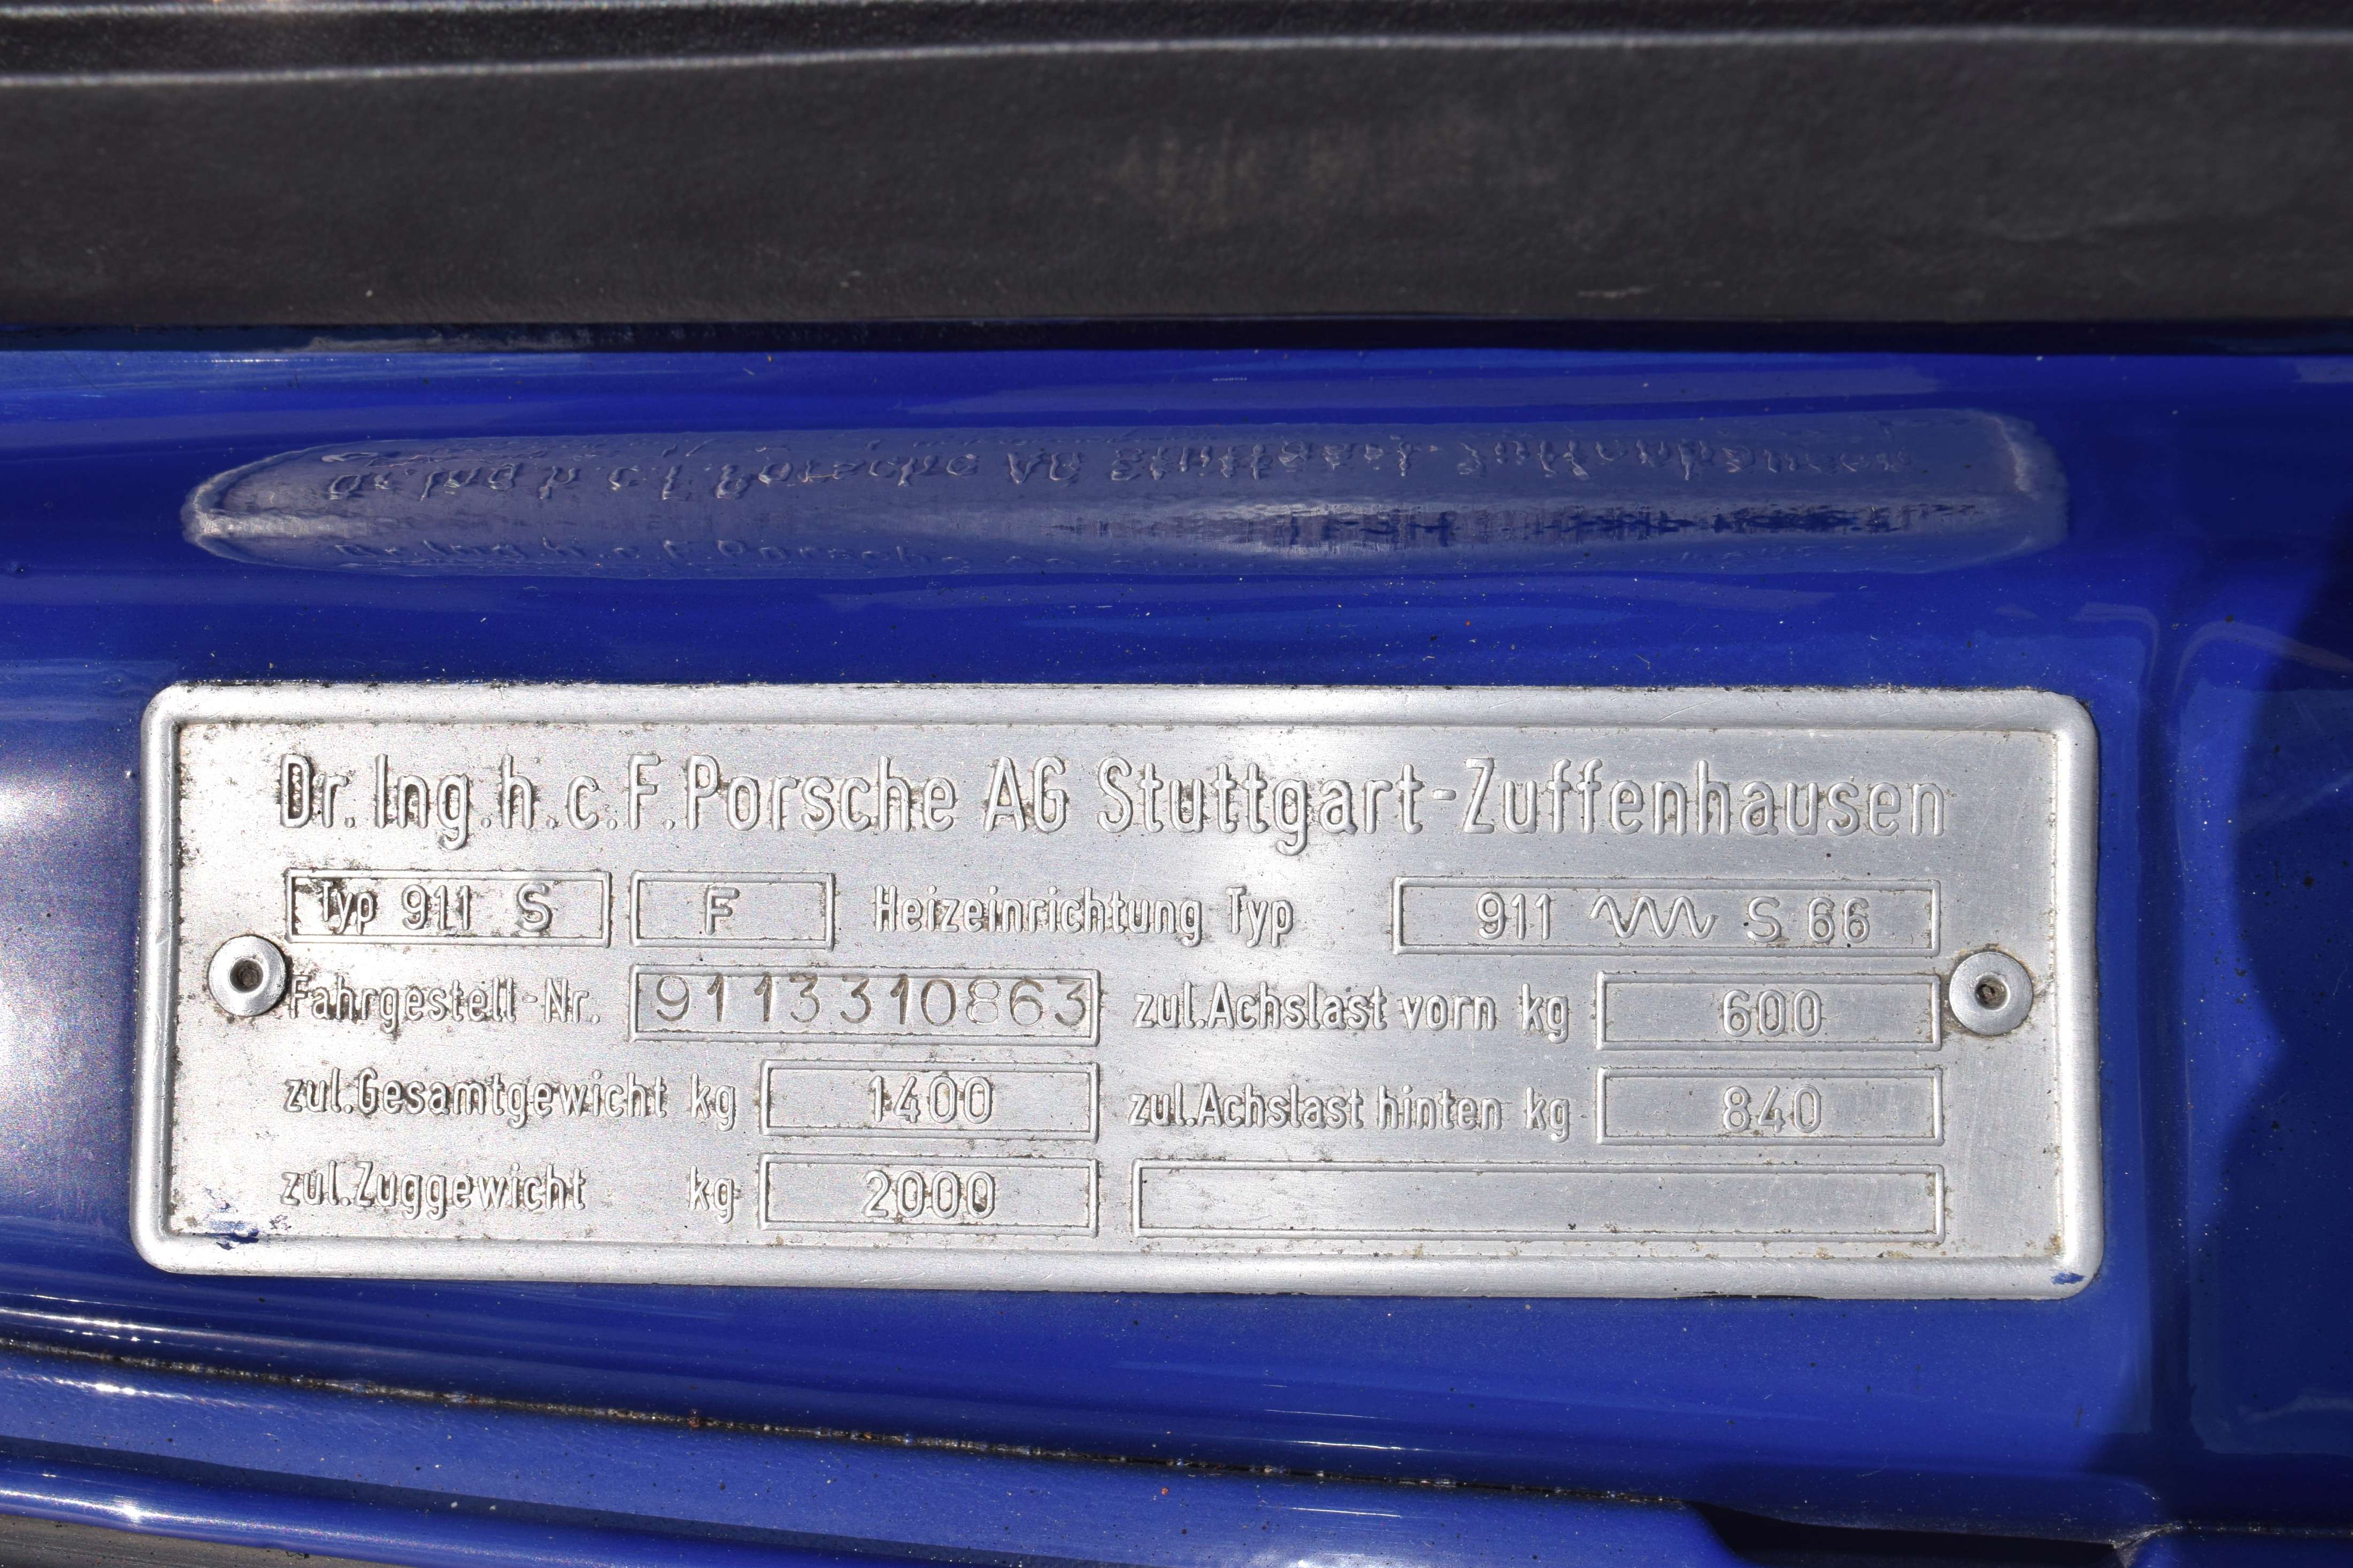 Dr. Ing.h.c.F.Porsche AG Stuttgart-Zuffenhausen
Typ 911 S F Heizeinrichtung Typ 911 S 66
Fahrgestell-Nr. 9113310863 zul.Achslast vorn kg 600
zul.Gesamtgewicht kg 1400 zul.Achslast hinten kg 840
zul.Zuggewicht kg 2000